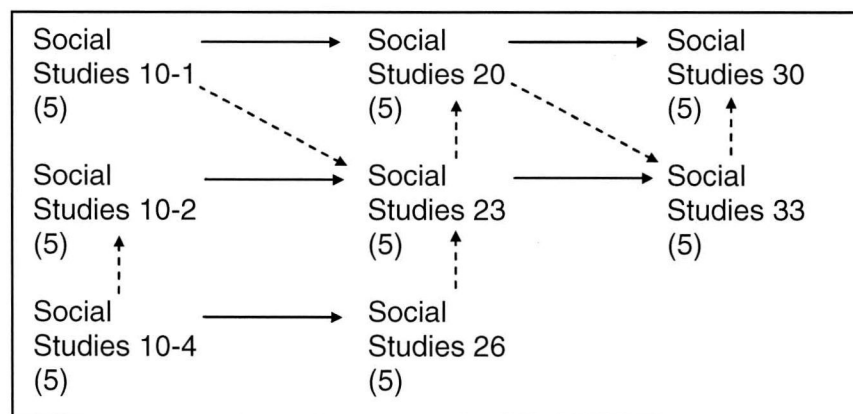 Social
Studies 10-1
(5)
Social
Studies 20
(5)
Social
Studies 30
(5)
Social
Studies 10-2
(5)
Social
Studies 23
(5)
Social
Studies 33
(5)
Social
Studies 10-4
(5)
Social
Studies 26
(5)